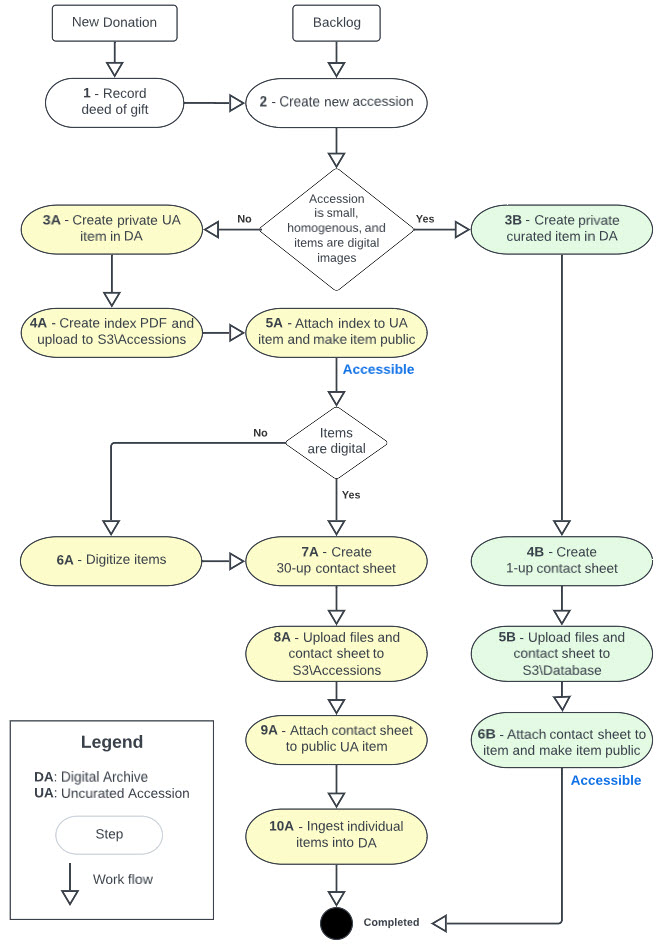 New Donation
Backlog
1 - Record
deed of gift
2 - Create new accession
Accession
is small,
homogenous, and
items are digital
images
No
Yes
3A - Create private UA
item in DA
3B - Create private
curated item in DA
4A - Create index PDF and
upload to S3\Accessions
5A - Attach index to UA
item and make item public
Accessible
Items
are digital
No
Yes
6A - Digitize items
7A - Create
30-up contact sheet
4B - Create
1-up contact sheet
8A - Upload files and
contact sheet to
S3\Accessions
5B - Upload files and
contact sheet to
S3\Database
9A - Attach contact sheet
to public UA item
6B - Attach contact sheet to
item and make item public
Accessible
10A - Ingest individual
items into DA
Completed
Legend
DA: Digital Archive
UA: Uncurated Accession
Step
Work flow